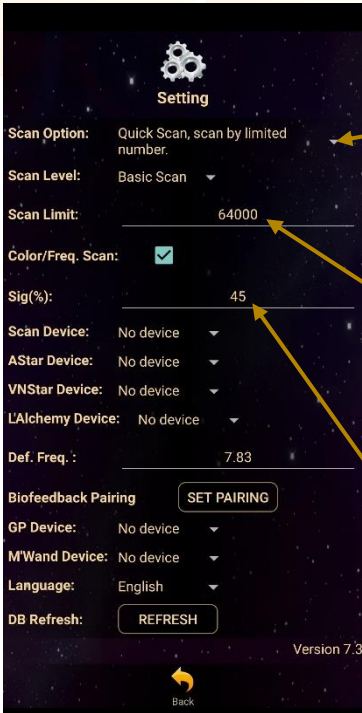 Setting
Scan Option: Quick Scan, scan by limited
number.
Scan Level: Basic Scan
Scan Limit: 64000
Color/Freq. Scan:
Sig(%): 45
Scan Device: No device
AStar Device: No device
VNStar Device: No device
L'Alchemy Device: No device
Def. Freq. : 7.83
Biofeedback Pairing SET PAIRING
GP Device: No device
M'Wand Device: No device
Language: English
DB Refresh: REFRESH
Version 7.3
Back